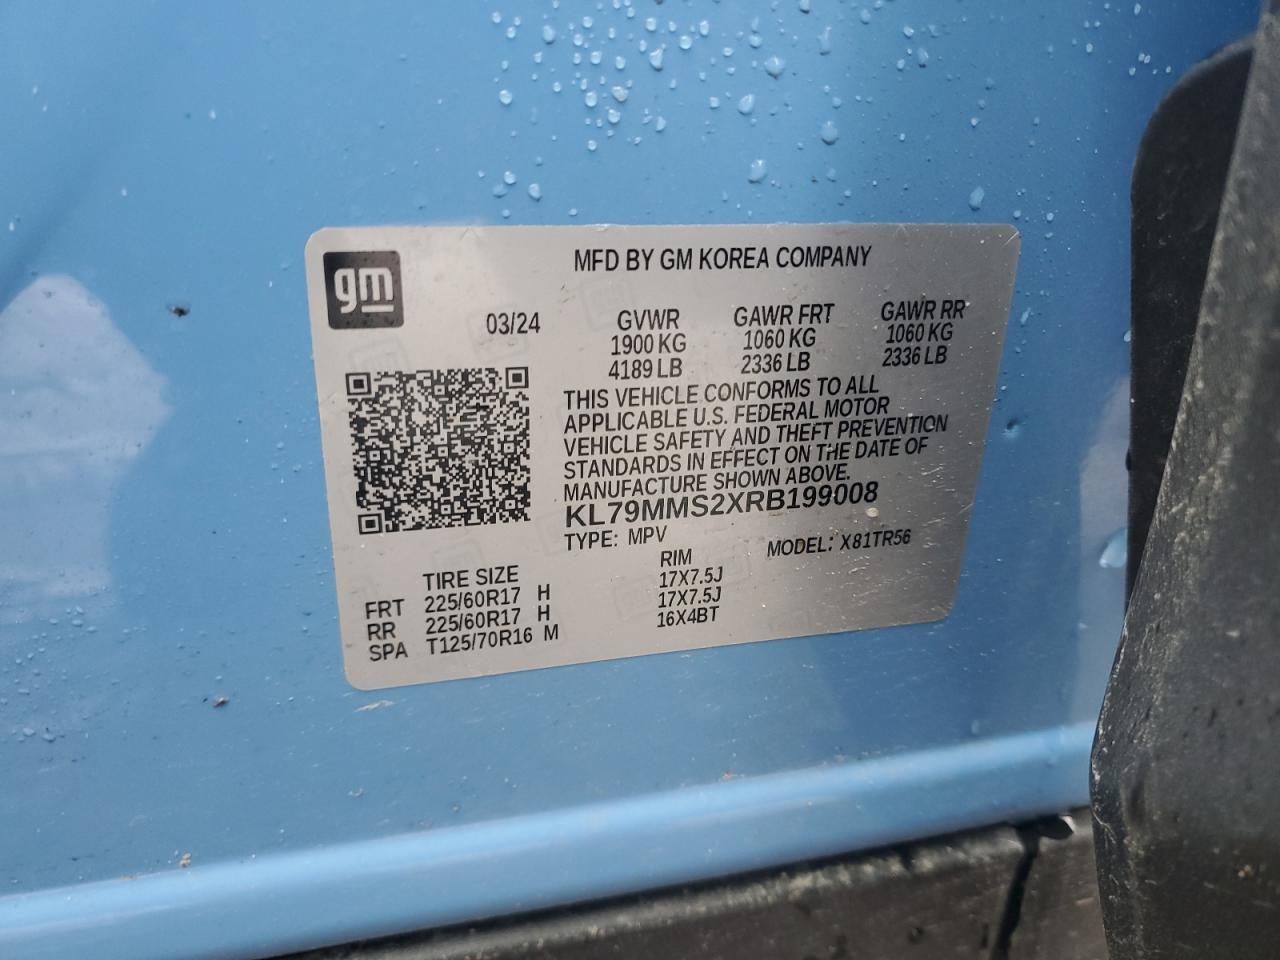 gm
MFD BY GM KOREA COMPANY
03/24
GVWR GAWR FRT GAWR RR
1900 KG 1060 KG 1060 KG
4189 LB 2336 LB 2336 LB
THIS VEHICLE CONFORMS TO ALL
APPLICABLE U.S. FEDERAL MOTOR
VEHICLE SAFETY AND THEFT PREVENTION
STANDARDS IN EFFECT ON THE DATE OF
MANUFACTURE SHOWN ABOVE.
KL79MMS2XRB199008
TYPE: MPV MODEL: X81TR56
TIRE SIZE RIM
FRT 225/60R17 H 17X7.5J
RR 225/60R17 H 17X7.5J
SPA T125/70R16 M 16X4BT